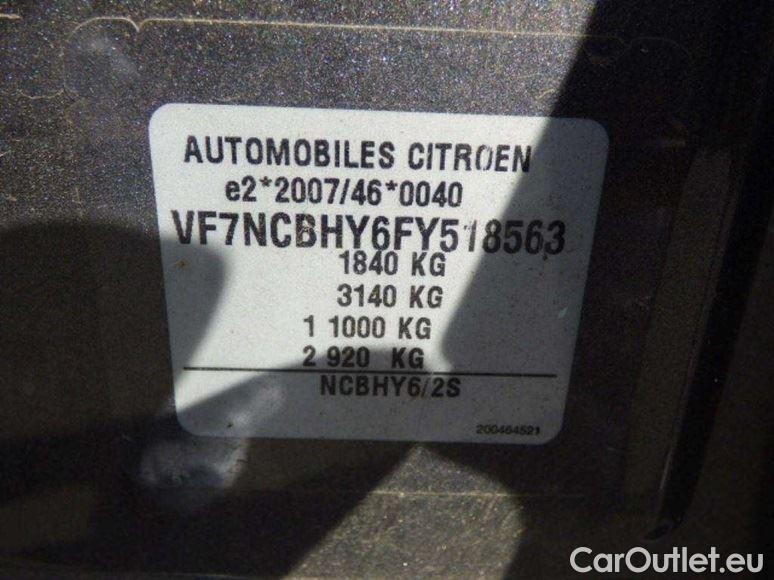 AUTOMOBILES CITROEN
e2*2007/46*0040
VF7NCBHY6FY518563
1840 KG
3140 KG
1 1000 KG
2 920 KG
NCBHY6/2S
200464521
CarOutlet.eu